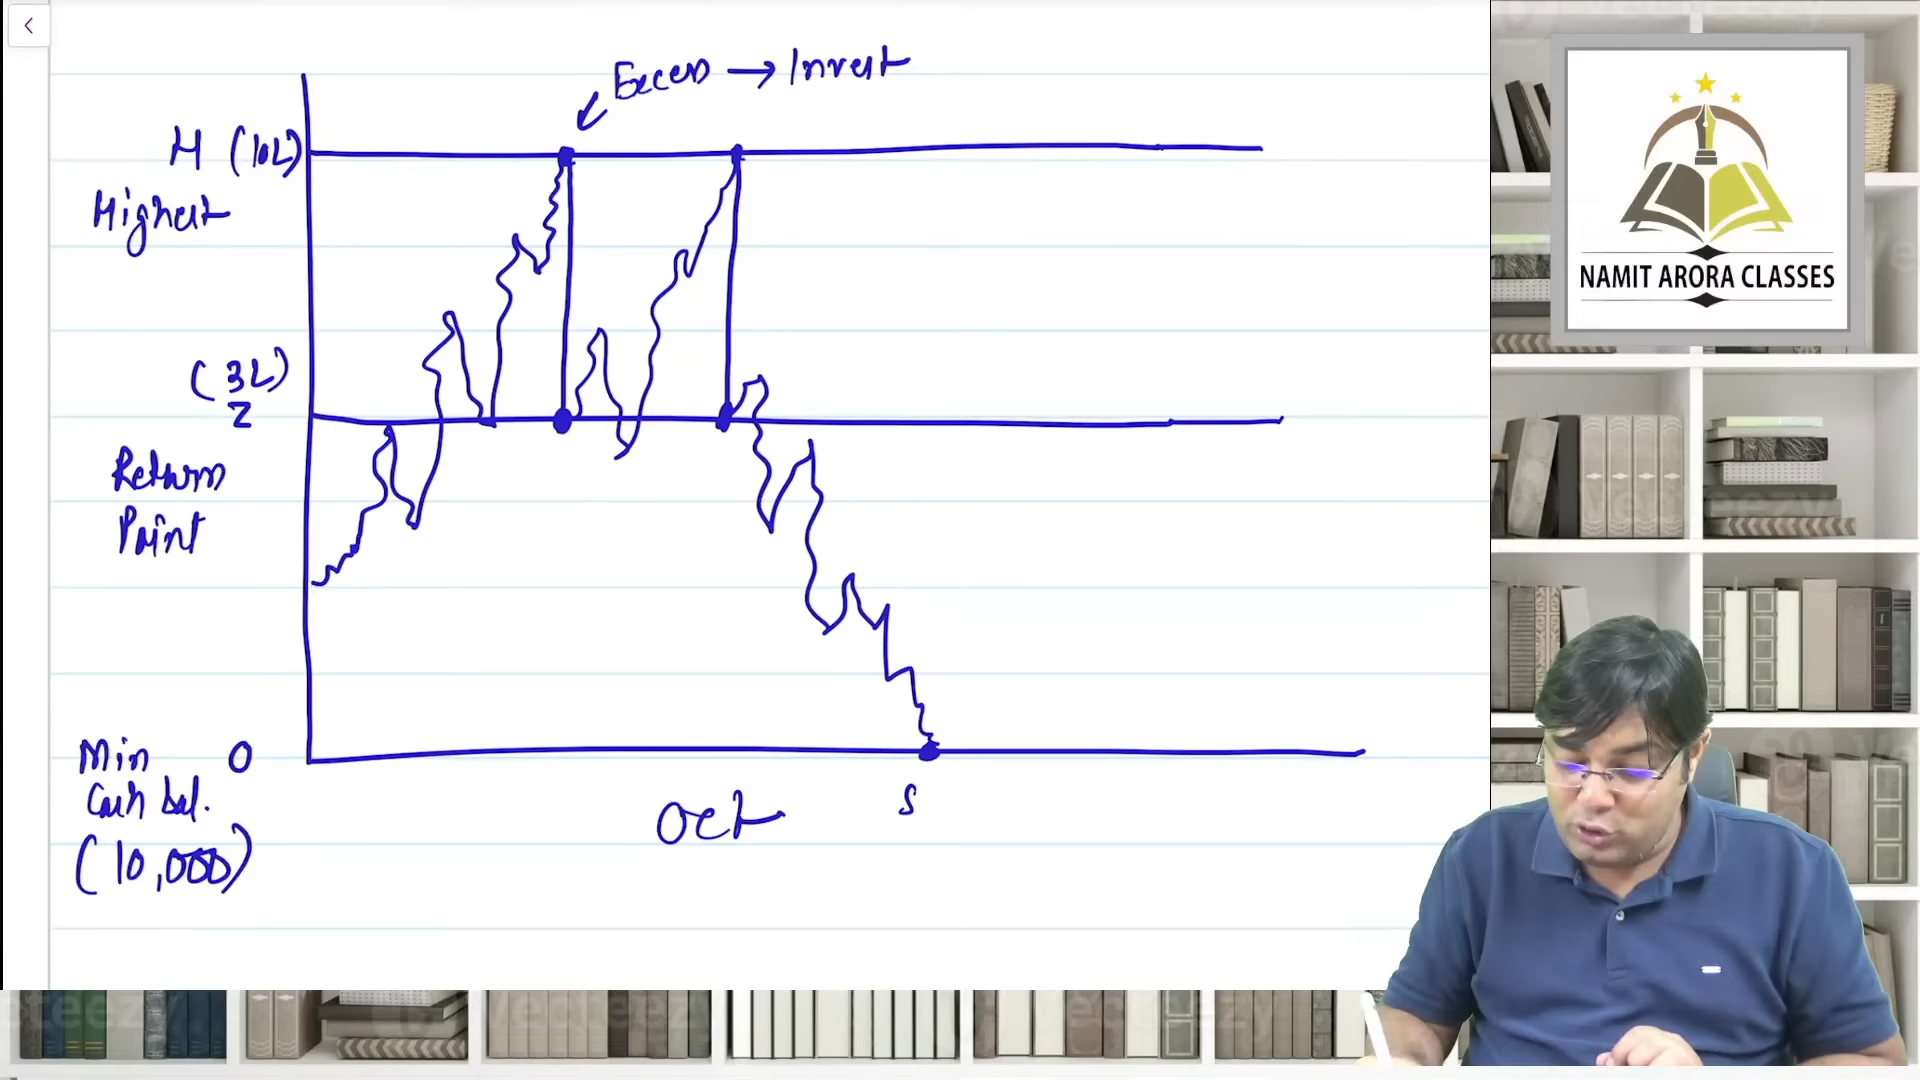 Excess → Invest
H (10L)
Highest
(3L)
Z
Return
Point
Min 0
Cash bal.
(10,000)
Oct
S
NAMIT ARORA CLASSES